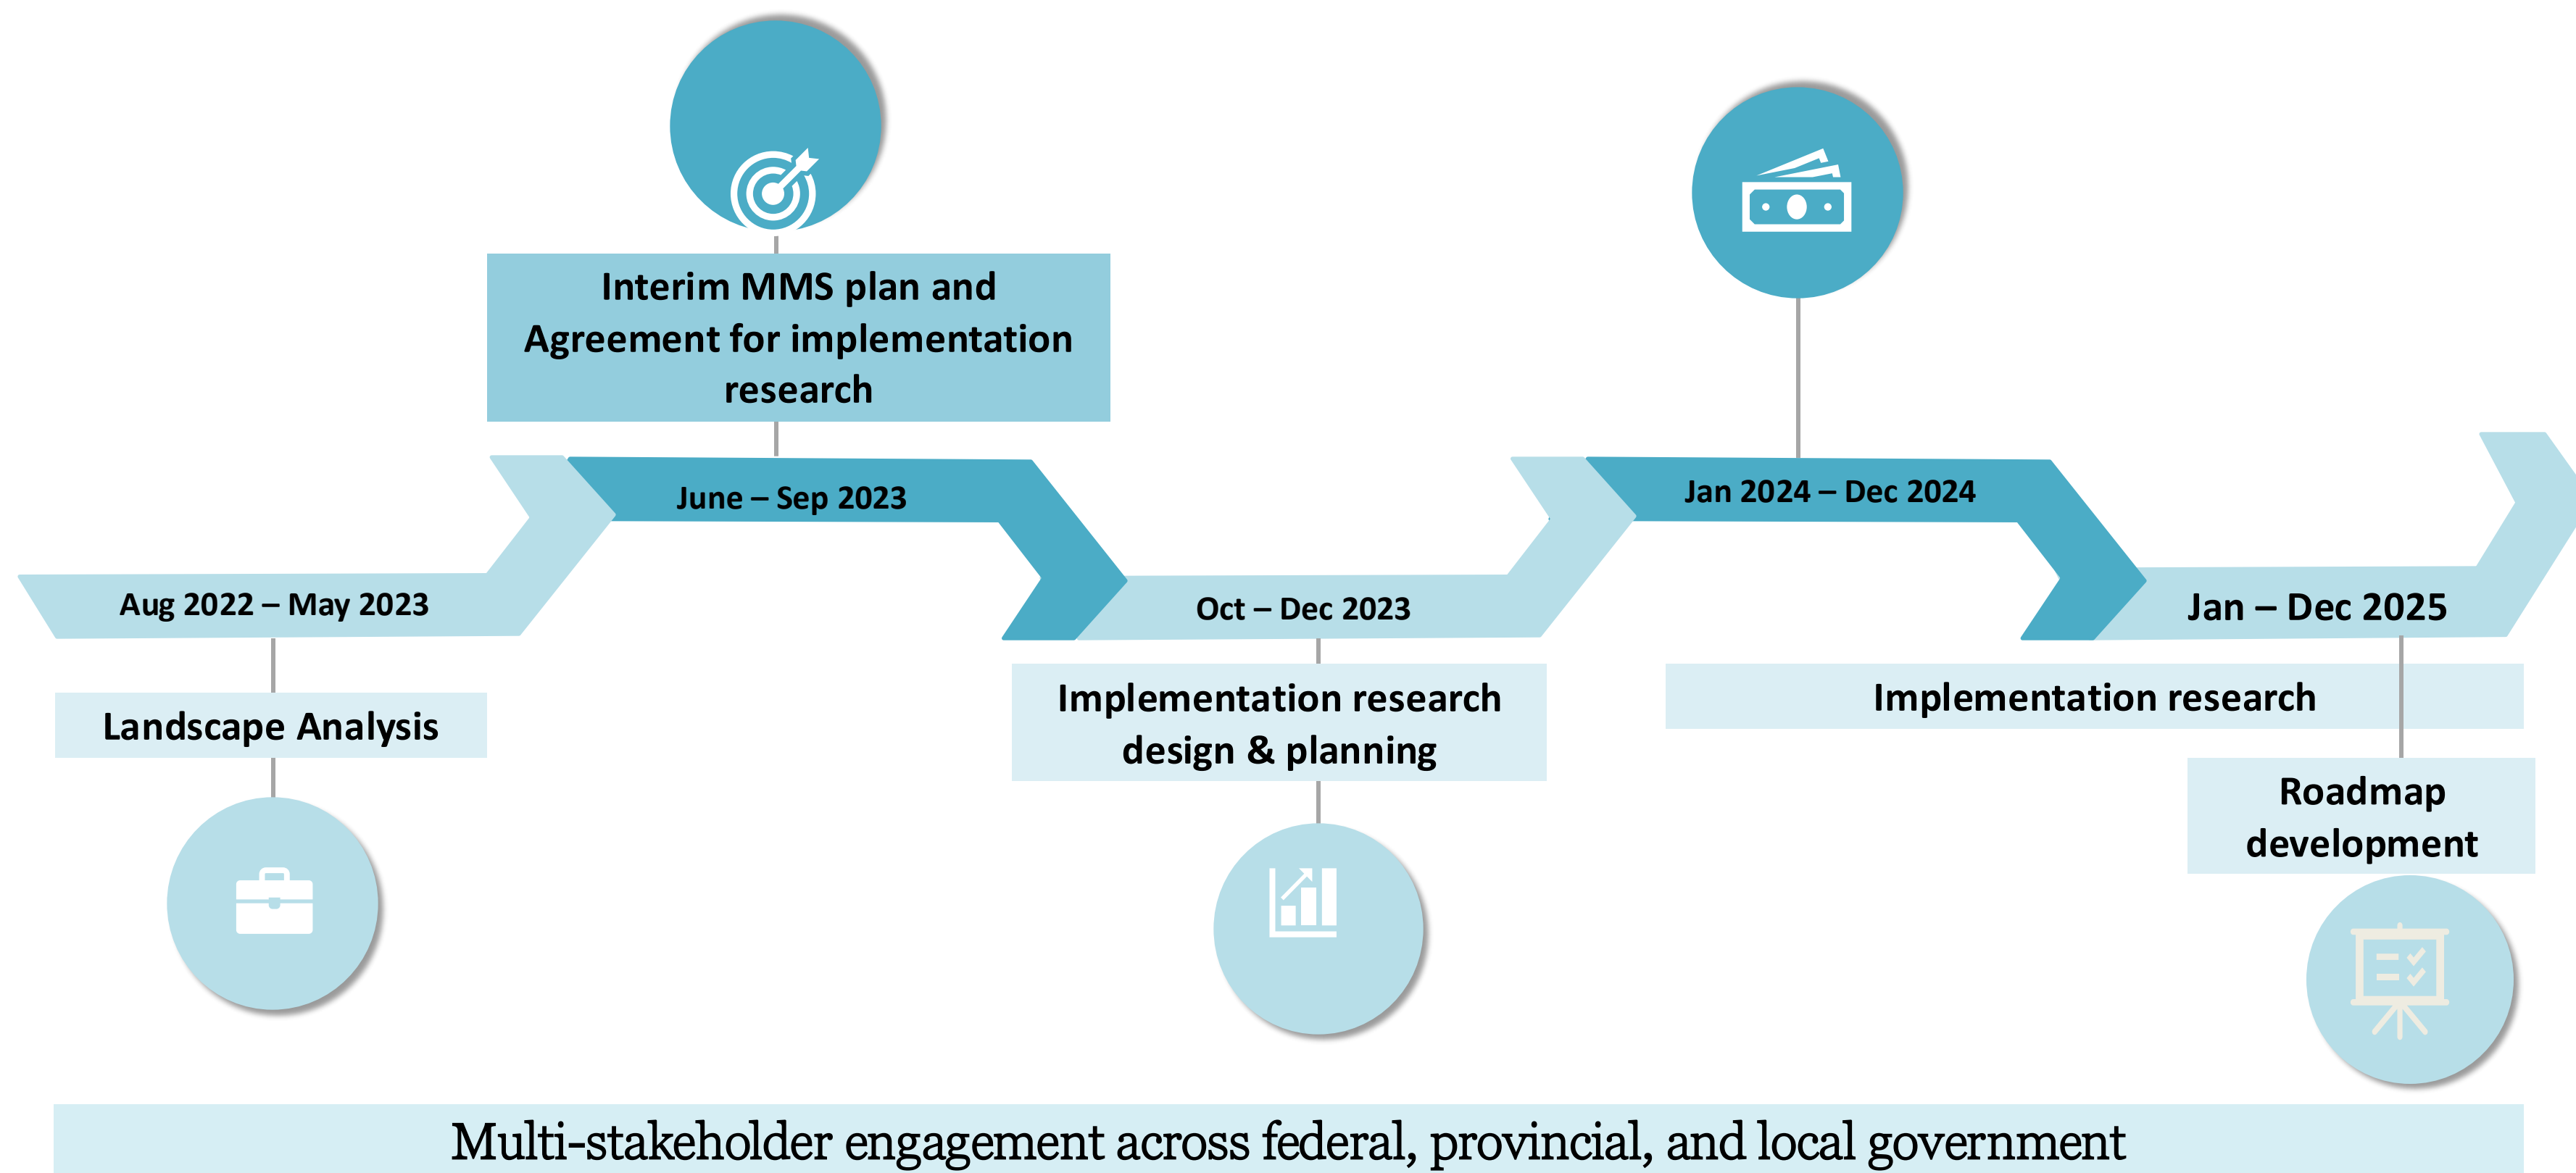 Interim MMS plan and
Agreement for implementation
research
June – Sep 2023
Jan 2024 – Dec 2024
Aug 2022 – May 2023
Oct – Dec 2023
Jan – Dec 2025
Landscape Analysis
Implementation research
design & planning
Implementation research
Roadmap
development
Multi-stakeholder engagement across federal, provincial, and local government